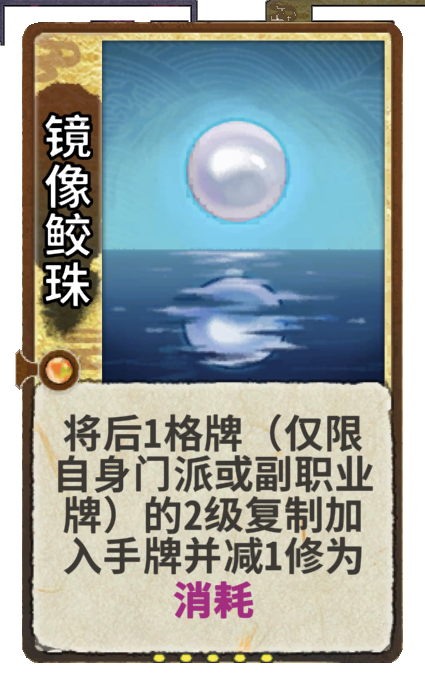 镜像鲛珠
将后1格牌（仅限
自身门派或副职业
牌）的2级复制加
入手牌并减1修为
消耗